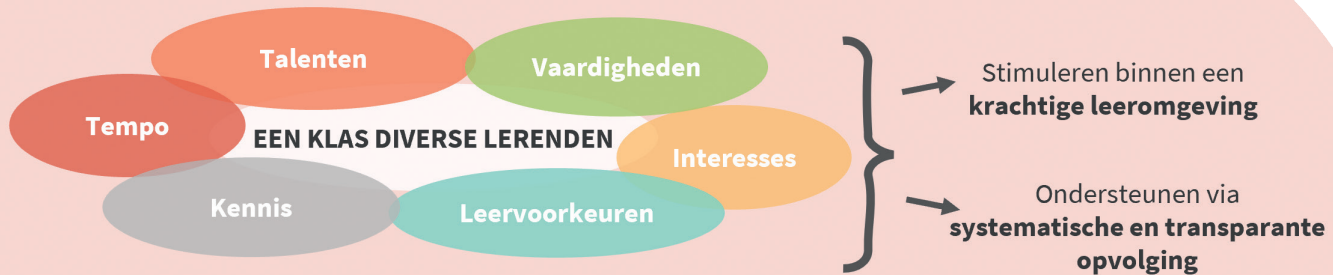 Talenten
Vaardigheden
Tempo
EEN KLAS DIVERSE LERENDEN
Interesses
Kennis
Leervoorkeuren
Stimuleren binnen een
krachtige leeromgeving
Ondersteunen via
systematische en transparante
opvolging